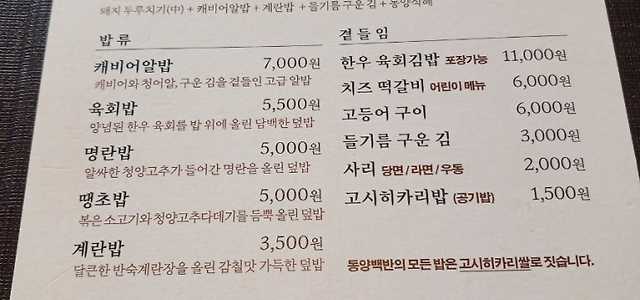 돼지 두루치기(中) + 캐비어알밥 + 계란밥 + 들기름 구운 김 + 동양식혜
밥 류
캐비어알밥 7,000원
캐비어와 청어알, 구운 김을 곁들인 고급 알밥
육회밥 5,500원
양념된 한우 육회를 밥 위에 올린 담백한 덮밥
명란밥 5,000원
알싸한 청양고추가 들어간 명란을 올린 덮밥
땡초밥 5,000원
볶은 소고기와 청양고추다데기를 듬뿍 올린 덮밥
계란밥 3,500원
달큰한 반숙계란장을 올린 감칠맛 가득한 덮밥
곁 들 임
한우 육회김밥 포장가능 11,000원
치즈 떡갈비 어린이 메뉴 6,000원
고등어 구이 6,000원
들기름 구운 김 3,000원
사리 당면 / 라면 / 우동 2,000원
고시히카리밥 (공기밥) 1,500원
동양백반의 모든 밥은 고시히카리쌀로 짓습니다.